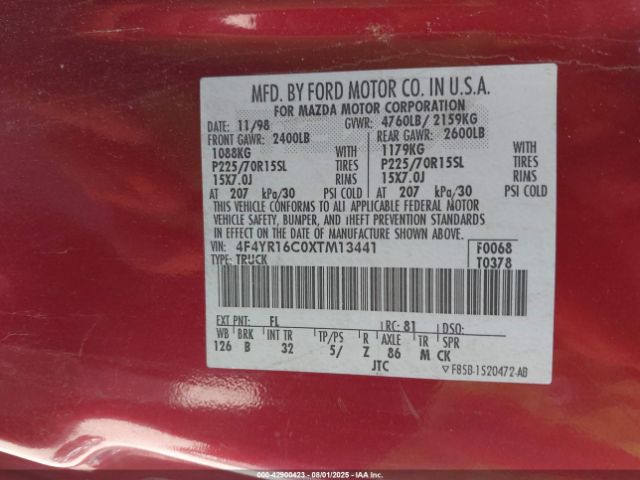 MFD. BY FORD MOTOR CO. IN U.S.A.
FOR MAZDA MOTOR CORPORATION
DATE: 11/98 GVWR: 4760LB/ 2159KG
FRONT GAWR: 2400LB REAR GAWR: 2600LB
1088KG WITH 1179KG WITH
P225/70R15SL TIRES P225/70R15SL TIRES
15X7.0J RIMS 15X7.0J RIMS
AT 207 kPa/30 PSI COLD AT 207 kPa/30 PSI COLD
THIS VEHICLE CONFORMS TO ALL APPLICABLE FEDERAL MOTOR
VEHICLE SAFETY, BUMPER, AND THEFT PREVENTION STANDARDS
IN EFFECT ON THE DATE OF MANUFACTURE SHOWN ABOVE.
VIN: 4F4YR16C0XTM13441 F0068
TYPE: TRUCK T0378
EXT PNT: FL RC: 81 DSO:
WB BRK INT TR TP/PS R AXLE TR SPR
126 B 32 5/ Z 86 M CK
JTC F85B-1520472-AB
000-42900423 - 08/01/2025 - IAA Inc.